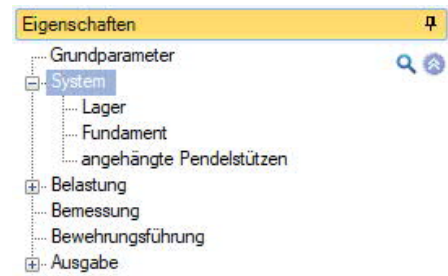 Eigenschaften
Grundparameter
System
Lager
Fundament
angehängte Pendelstützen
Belastung
Bemessung
Bewehrungsführung
Ausgabe